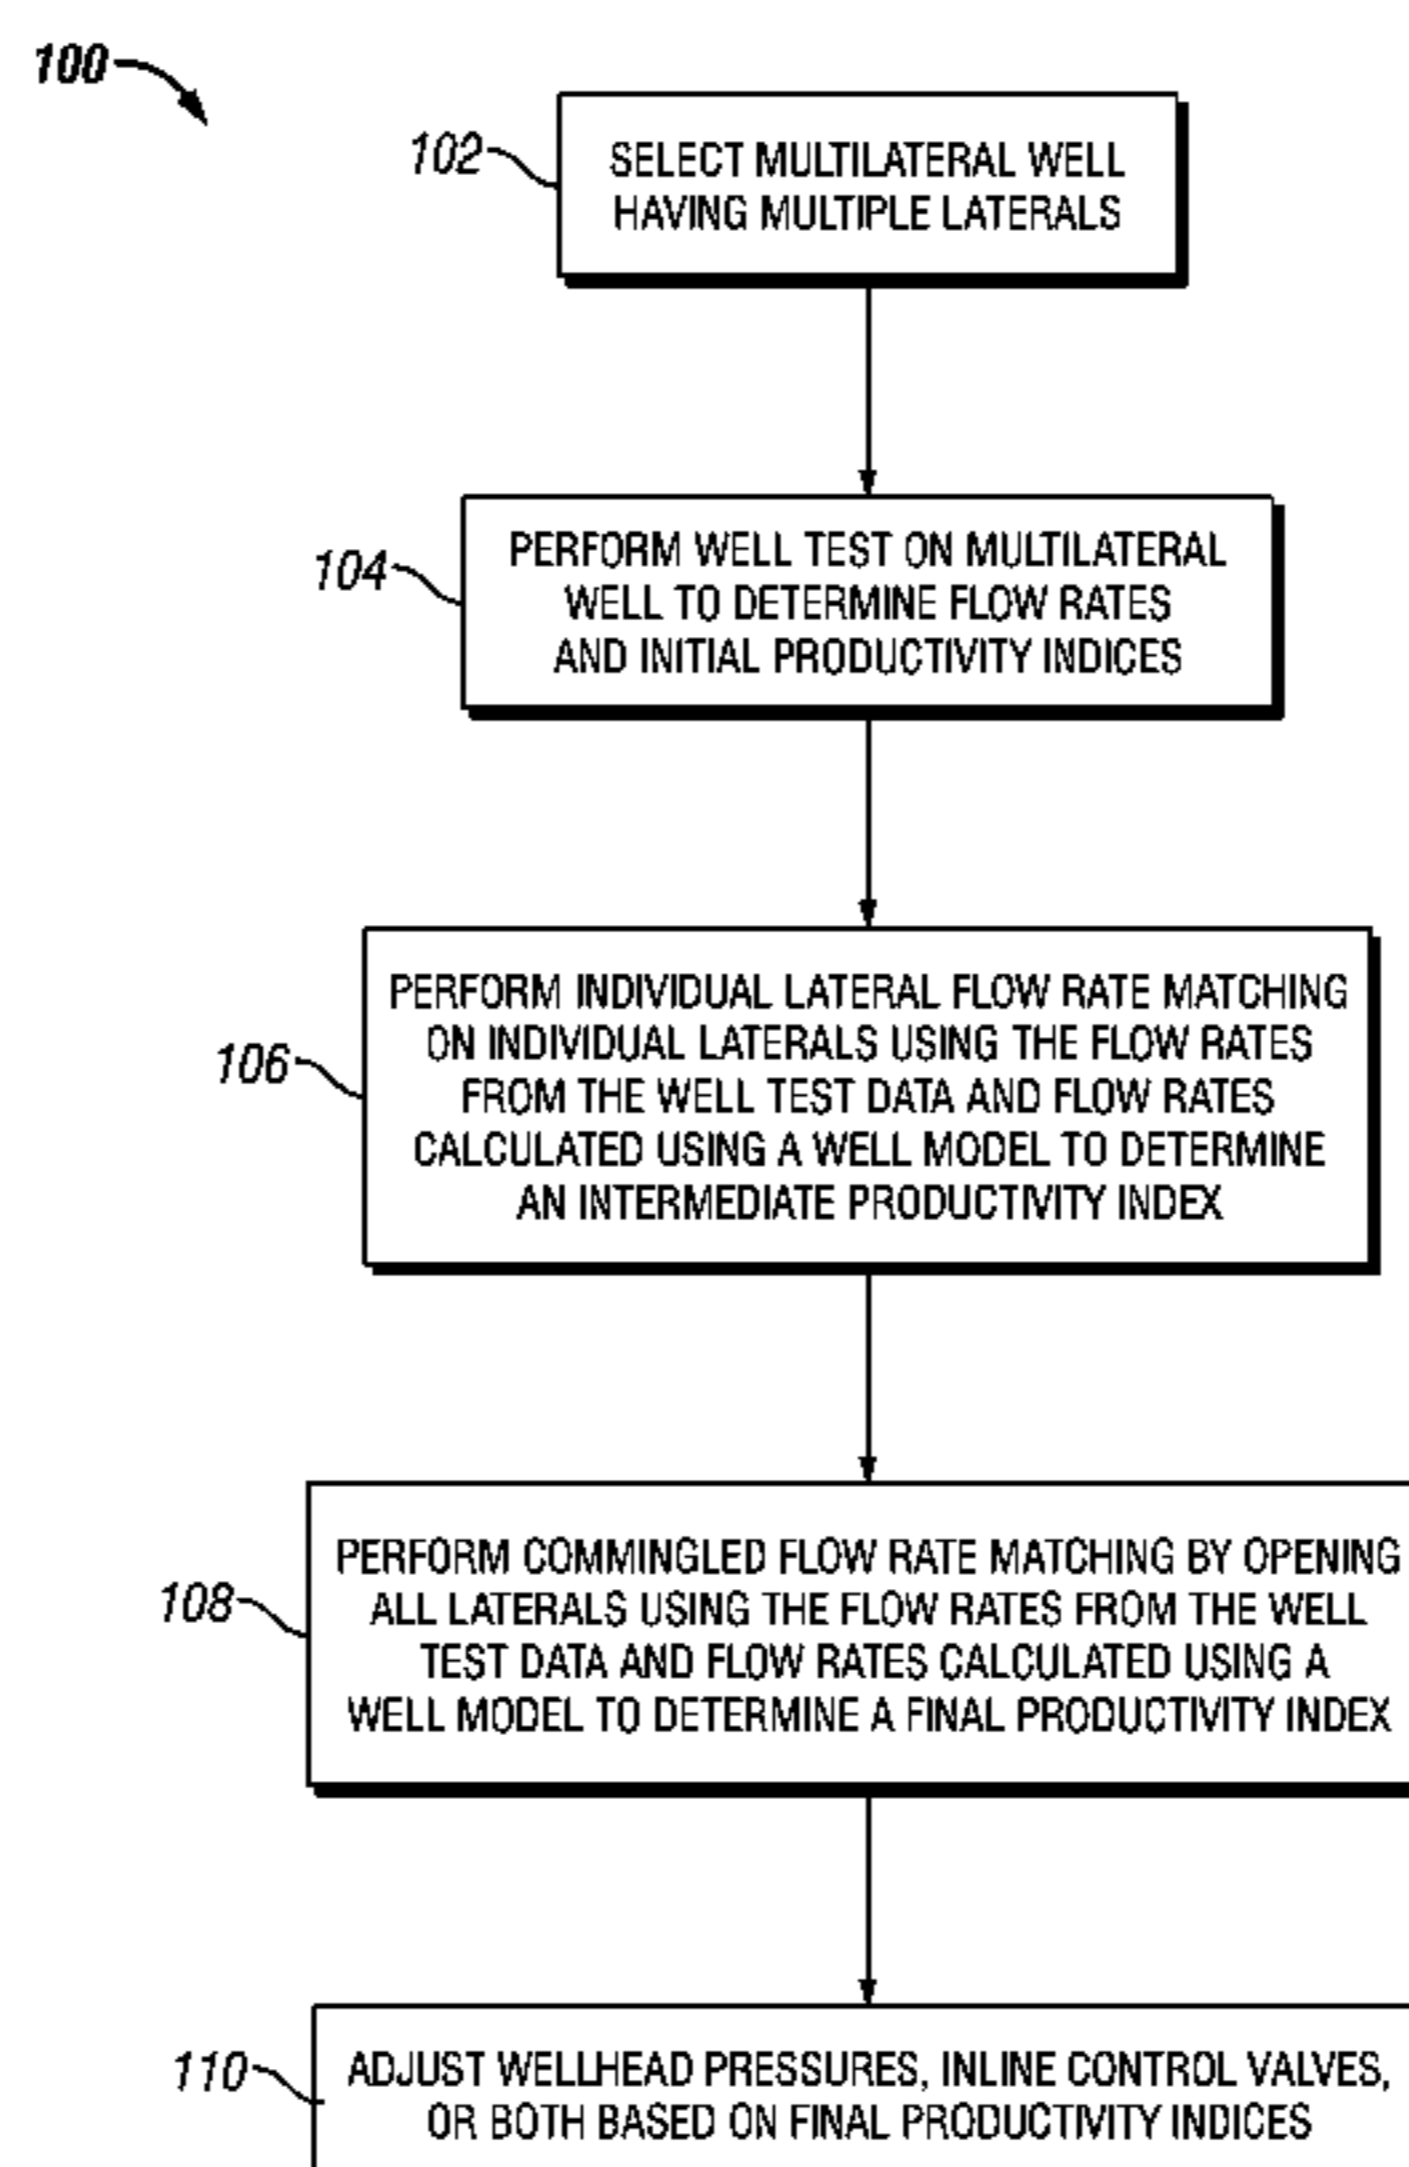 100
102
SELECT MULTILATERAL WELL
HAVING MULTIPLE LATERALS
104
PERFORM WELL TEST ON MULTILATERAL
WELL TO DETERMINE FLOW RATES
AND INITIAL PRODUCTIVITY INDICES
106
PERFORM INDIVIDUAL LATERAL FLOW RATE MATCHING
ON INDIVIDUAL LATERALS USING THE FLOW RATES
FROM THE WELL TEST DATA AND FLOW RATES
CALCULATED USING A WELL MODEL TO DETERMINE
AN INTERMEDIATE PRODUCTIVITY INDEX
108
PERFORM COMMINGLED FLOW RATE MATCHING BY OPENING
ALL LATERALS USING THE FLOW RATES FROM THE WELL
TEST DATA AND FLOW RATES CALCULATED USING A
WELL MODEL TO DETERMINE A FINAL PRODUCTIVITY INDEX
110
ADJUST WELLHEAD PRESSURES, INLINE CONTROL VALVES,
OR BOTH BASED ON FINAL PRODUCTIVITY INDICES